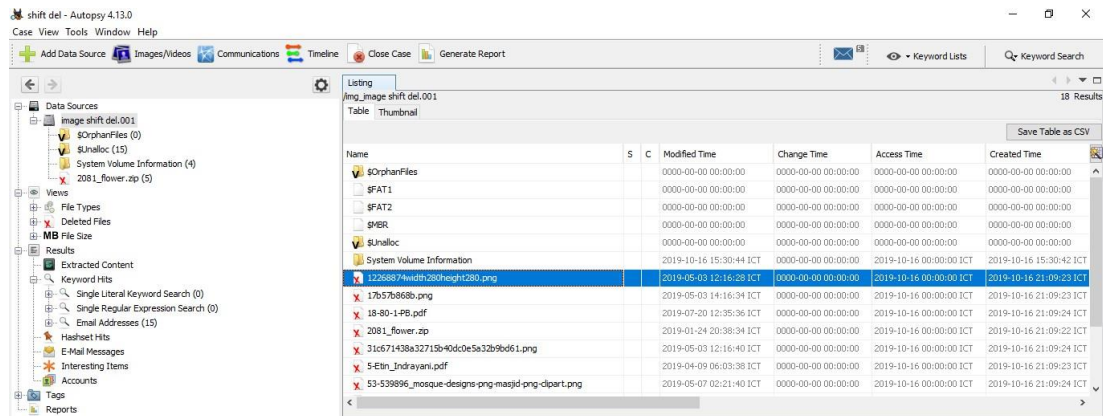 shift del - Autopsy 4.13.0
Case View Tools Window Help
Add Data Source Images/Videos Communications Timeline Close Case Generate Report Keyword Lists Keyword Search
Data Sources
image shift del.001
$OrphanFiles (0)
$Unalloc (15)
System Volume Information (4)
2081_flower.zip (5)
Views
File Types
Deleted Files
MB File Size
Results
Extracted Content
Keyword Hits
Single Literal Keyword Search (0)
Single Regular Expression Search (0)
Email Addresses (15)
Hashset Hits
E-Mail Messages
Interesting Items
Accounts
Tags
Reports
Listing
/img_image shift del.001 18 Results
Table Thumbnail
Save Table as CSV
Name S C Modified Time Change Time Access Time Created Time
$OrphanFiles 0000-00-00 00:00:00 0000-00-00 00:00:00 0000-00-00 00:00:00 0000-00-00 00:00:00
$FAT1 0000-00-00 00:00:00 0000-00-00 00:00:00 0000-00-00 00:00:00 0000-00-00 00:00:00
$FAT2 0000-00-00 00:00:00 0000-00-00 00:00:00 0000-00-00 00:00:00 0000-00-00 00:00:00
$MBR 0000-00-00 00:00:00 0000-00-00 00:00:00 0000-00-00 00:00:00 0000-00-00 00:00:00
$Unalloc 0000-00-00 00:00:00 0000-00-00 00:00:00 0000-00-00 00:00:00 0000-00-00 00:00:00
System Volume Information 2019-10-16 15:30:44 ICT 0000-00-00 00:00:00 2019-10-16 00:00:00 ICT 2019-10-16 15:30:42 ICT
12268874width280height280.png 2019-05-03 12:16:28 ICT 0000-00-00 00:00:00 2019-10-16 00:00:00 ICT 2019-10-16 21:09:23 ICT
17b57b868b.png 2019-05-03 14:16:34 ICT 0000-00-00 00:00:00 2019-10-16 00:00:00 ICT 2019-10-16 21:09:23 ICT
18-80-1-PB.pdf 2019-07-20 12:35:36 ICT 0000-00-00 00:00:00 2019-10-16 00:00:00 ICT 2019-10-16 21:09:24 ICT
2081_flower.zip 2019-01-24 20:38:34 ICT 0000-00-00 00:00:00 2019-10-16 00:00:00 ICT 2019-10-16 21:09:22 ICT
31c671438a32715b40dc0e5a32b9bd61.png 2019-05-03 12:16:40 ICT 0000-00-00 00:00:00 2019-10-16 00:00:00 ICT 2019-10-16 21:09:24 ICT
5-Etin_Indrayani.pdf 2019-04-09 06:03:38 ICT 0000-00-00 00:00:00 2019-10-16 00:00:00 ICT 2019-10-16 21:09:23 ICT
53-539896_mosque-designs-png-masjid-png-clipart.png 2019-05-07 02:21:40 ICT 0000-00-00 00:00:00 2019-10-16 00:00:00 ICT 2019-10-16 21:09:24 ICT